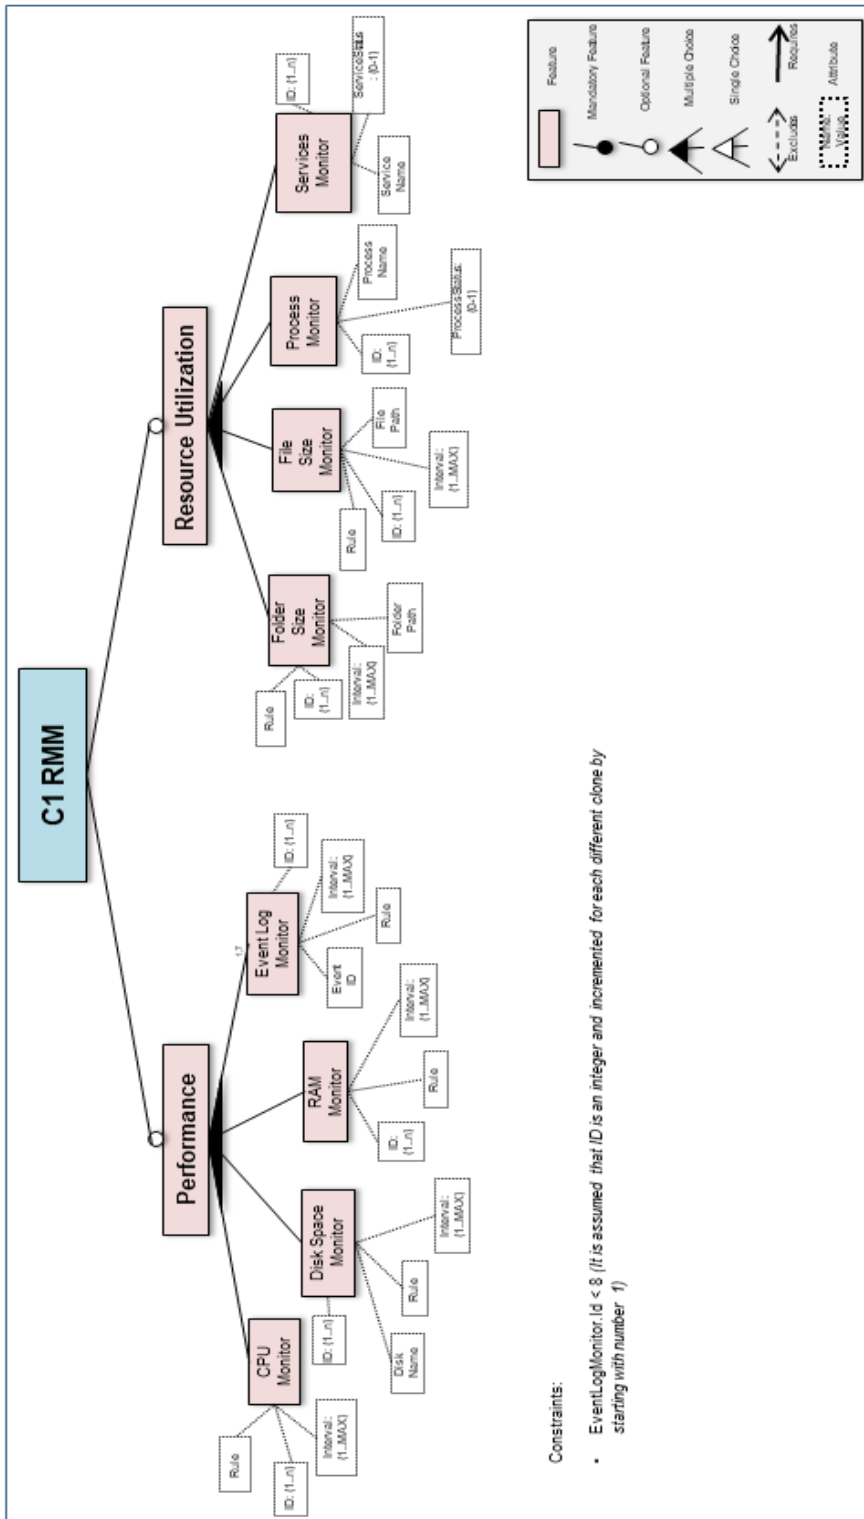 C1 RMM
Performance
Resource Utilization
CPU
Monitor
Rule
ID: (1..n)
Interval:
(1..MAX)
Disk Space
Monitor
ID: (1..n)
Disk
Name
Rule
Interval:
(1..MAX)
RAM
Monitor
ID:
(1..n)
Rule
Interval:
(1..MAX)
1.7
Event Log
Monitor
Event
ID
Rule
Interval:
(1..MAX)
ID: (1..n)
Folder
Size
Monitor
Rule
ID:
(1..n)
Interval:
(1..MAX)
Folder
Path
File
Size
Monitor
Rule
ID: (1..n)
Interval:
(1..MAX)
File
Path
Process
Monitor
ID:
(1..n)
ProcessStatus:
(0-1)
Process
Name
Services
Monitor
ID: (1..n)
ServiceStatus
: (0-1)
Service
Name
Constraints:
• EventLogMonitor.Id < 8 (It is assumed that ID is an integer and incremented for each different clone by
starting with number 1)
Feature
Mandatory Feature
Optional Feature
Multiple Choice
Single Choice
Excludes
Requires
Name:
Value
Attribute